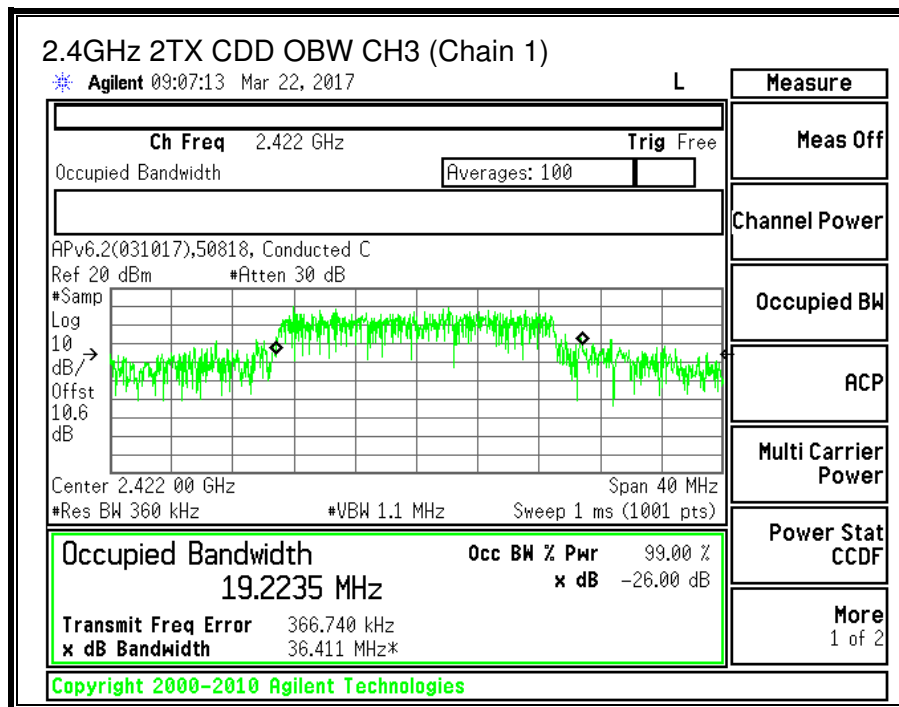 2.4GHz 2TX CDD OBW CH3 (Chain 1)
Agilent 09:07:13 Mar 22, 2017 L
Measure
Ch Freq 2.422 GHz Trig Free
Meas Off
Occupied Bandwidth Averages: 100
Channel Power
APv6.2(031017),50818, Conducted C
Ref 20 dBm #Atten 30 dB
#Samp
Log
10
dB/
Offst
10.6
dB
Occupied BW
ACP
Multi Carrier
Power
Center 2.422 00 GHz Span 40 MHz
#Res BW 360 kHz #VBW 1.1 MHz Sweep 1 ms (1001 pts)
Power Stat
CCDF
Occupied Bandwidth Occ BW % Pwr 99.00 %
19.2235 MHz x dB -26.00 dB
Transmit Freq Error 366.740 kHz
x dB Bandwidth 36.411 MHz*
More
1 of 2
Copyright 2000-2010 Agilent Technologies